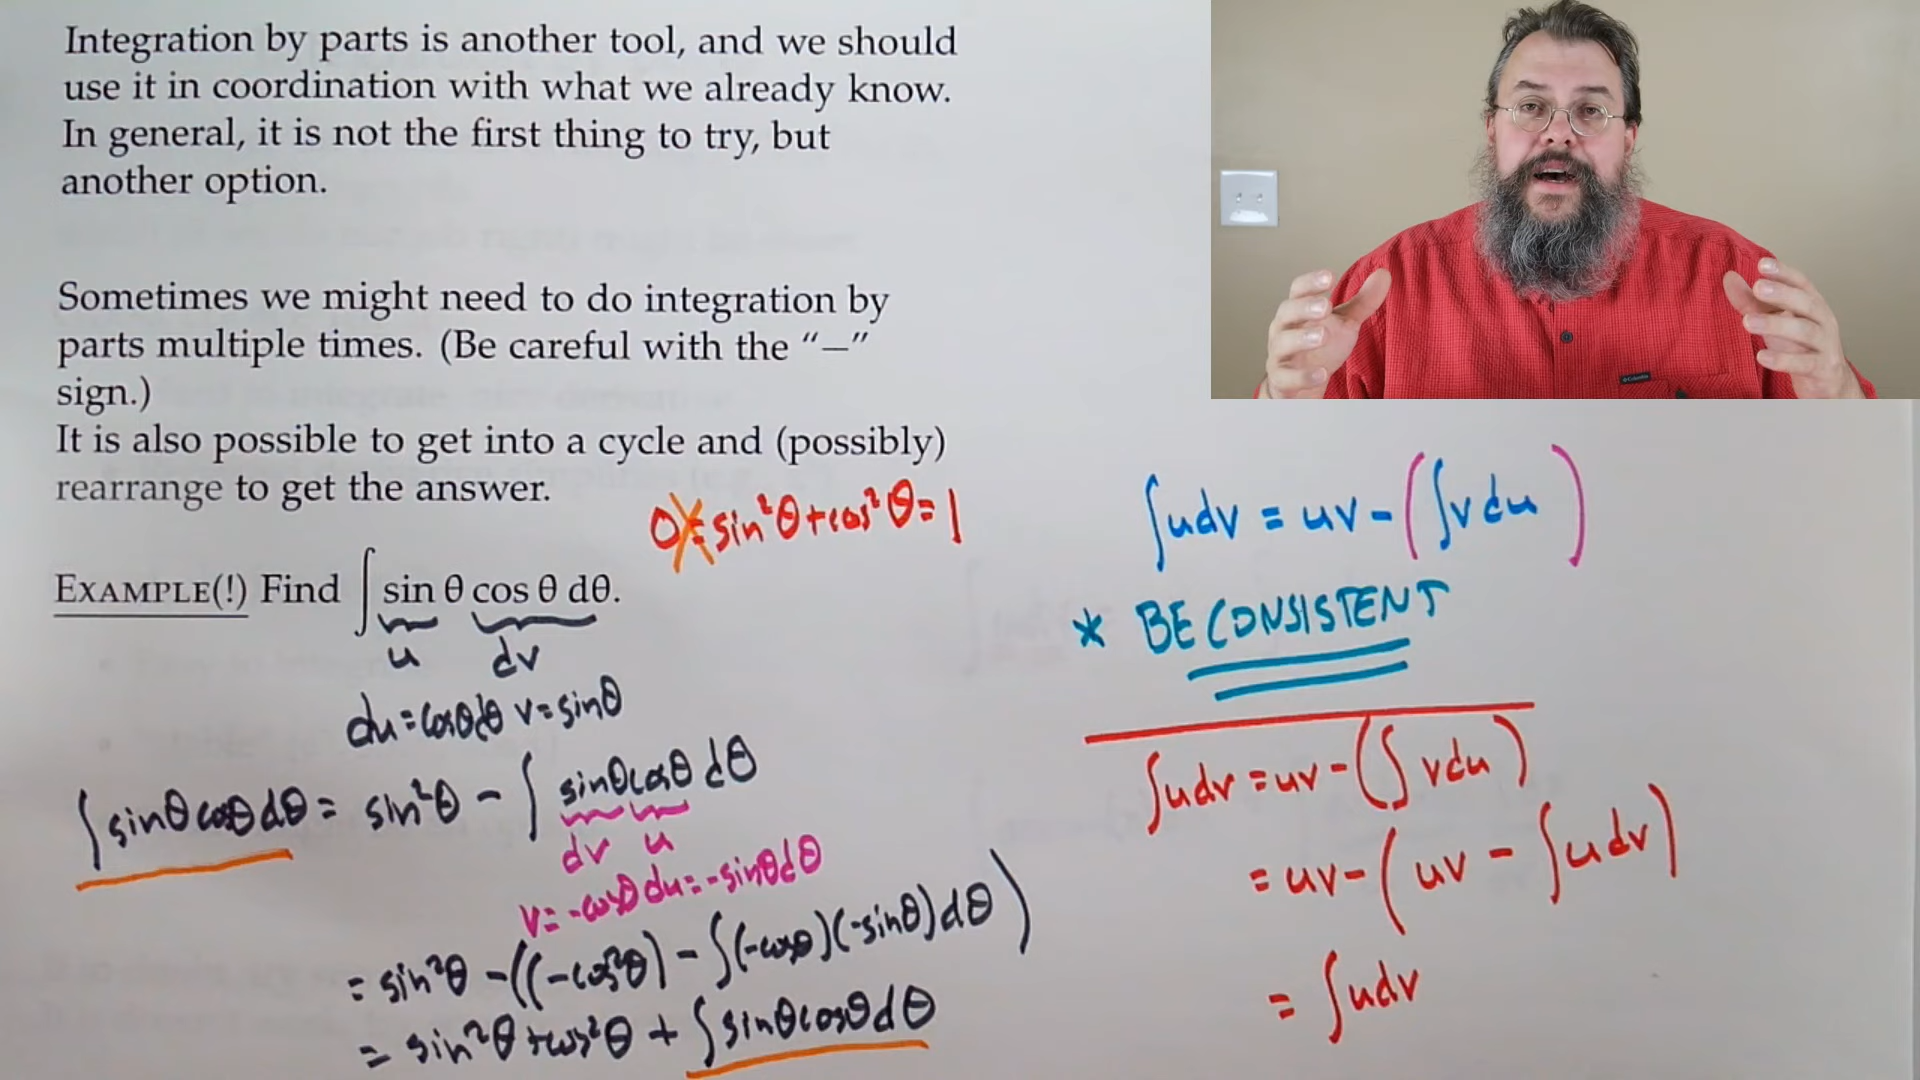 Integration by parts is another tool, and we should
use it in coordination with what we already know.
In general, it is not the first thing to try, but
another option.
Sometimes we might need to do integration by
parts multiple times. (Be careful with the “—”
sign.)
It is also possible to get into a cycle and (possibly)
rearrange to get the answer.
0 = sin²θ + cos²θ = 1
EXAMPLE(!) Find ∫ sin θ cos θ dθ.
u dv
du = cosθdθ v = sinθ
∫ sinθ cosθ dθ = sin²θ - ∫ sinθcosθ dθ
dv u
v = -cosθ du = -sinθdθ
= sin²θ - ((-cos²θ) - ∫(-cosθ)(-sinθ)dθ)
= sin²θ + cos²θ + ∫ sinθcosθdθ
∫udv = uv - (∫vdu)
* BE CONSISTENT
∫udv = uv - (∫ vdu)
= uv - (uv - ∫udv)
= ∫udv
Columbia